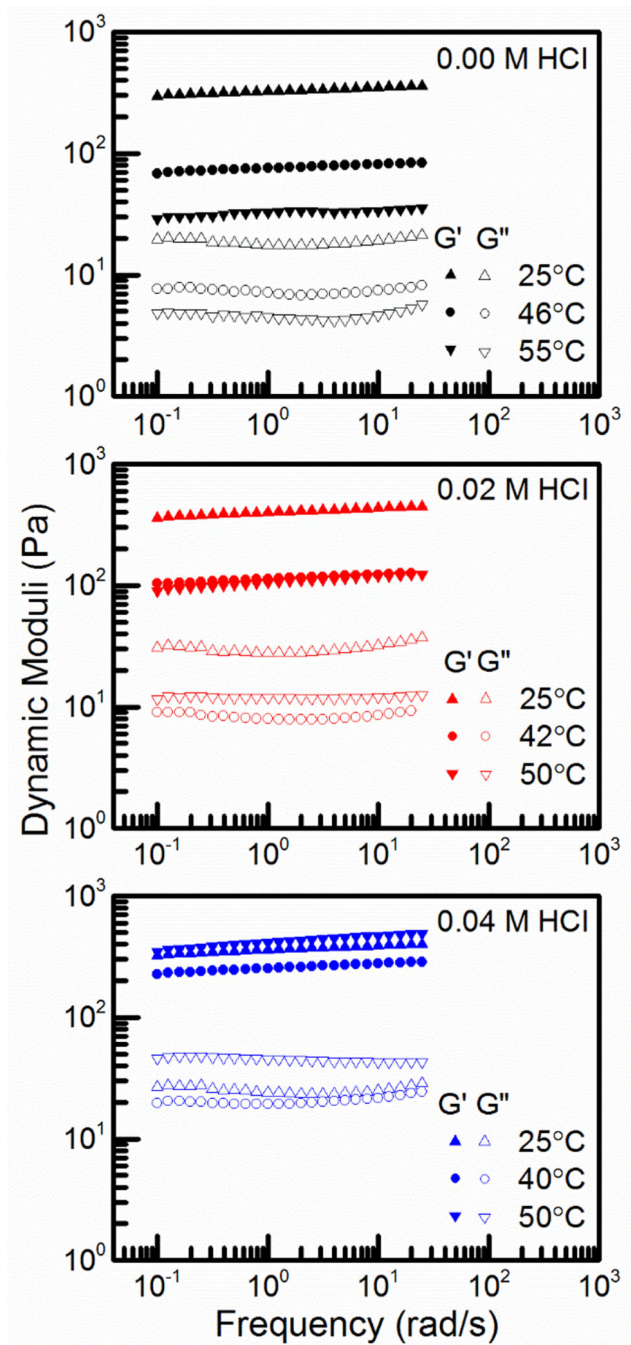 Dynamic Moduli (Pa)
0.00 M HCl
10³
10²
10¹
10⁰
G' G"
▲ △ 25°C
● ○ 46°C
▼ ▽ 55°C
10⁻¹ 10⁰ 10¹ 10² 10³
0.02 M HCl
10³
10²
10¹
10⁰
G' G"
▲ △ 25°C
● ○ 42°C
▼ ▽ 50°C
10⁻¹ 10⁰ 10¹ 10² 10³
0.04 M HCl
10³
10²
10¹
10⁰
G' G"
▲ △ 25°C
● ○ 40°C
▼ ▽ 50°C
10⁻¹ 10⁰ 10¹ 10² 10³
Frequency (rad/s)